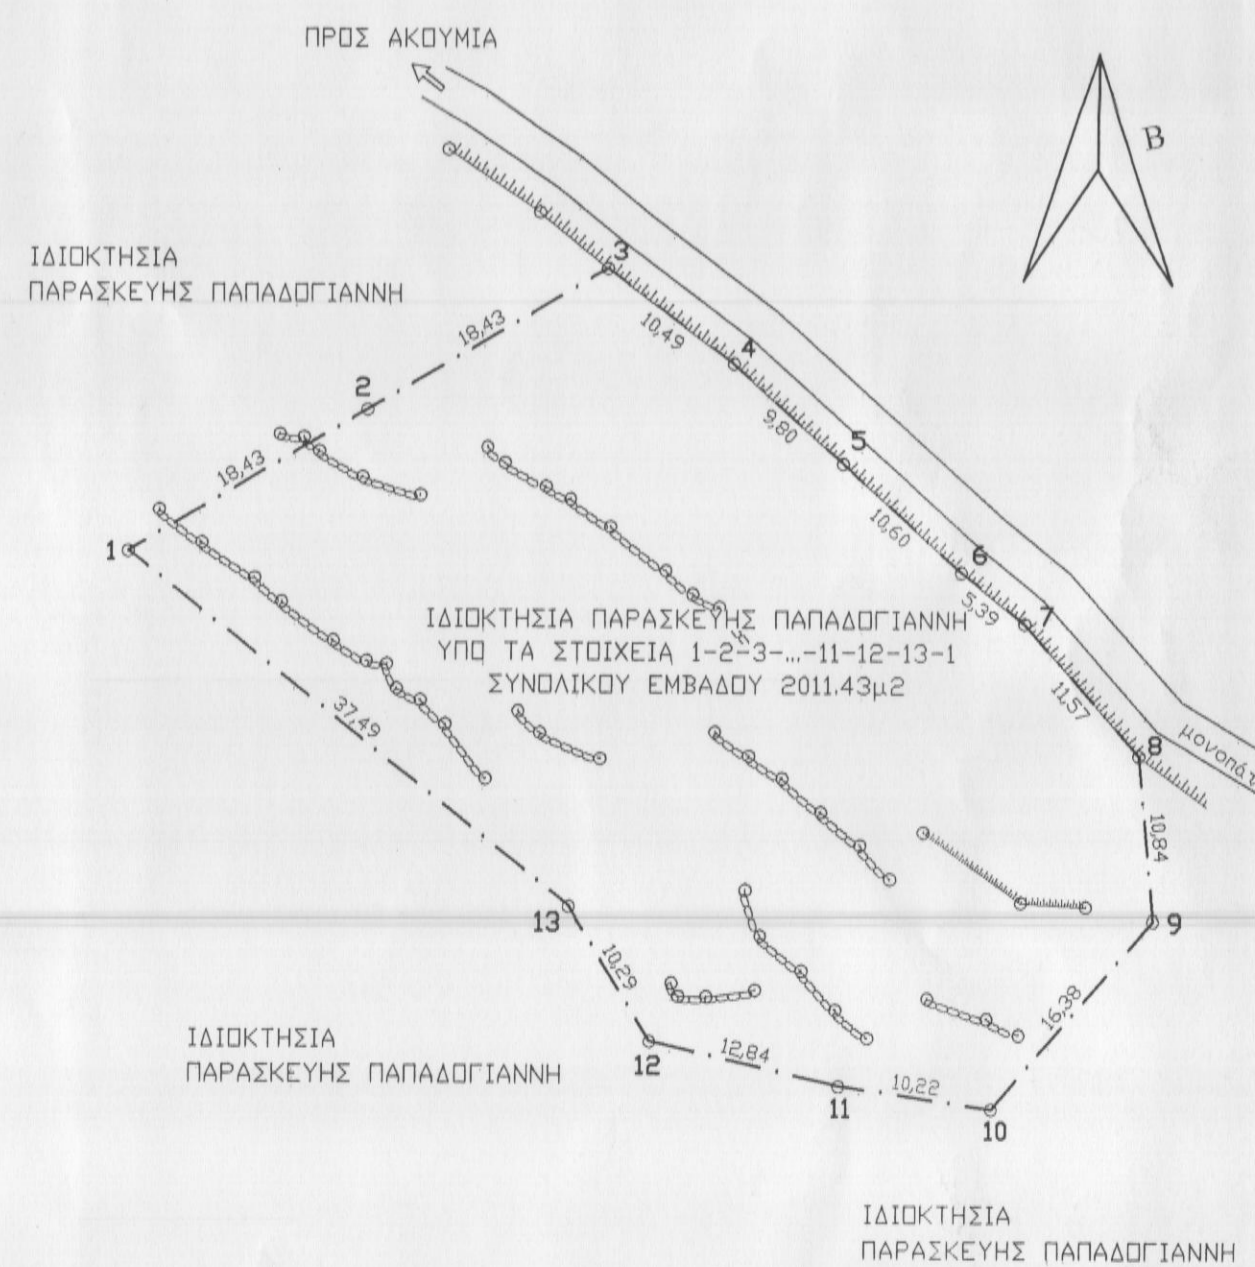 ΠΡΟΣ ΑΚΟΥΜΙΑ
Β
ΙΔΙΟΚΤΗΣΙΑ
ΠΑΡΑΣΚΕΥΗΣ ΠΑΠΑΔΟΓΙΑΝΝΗ
3
18,43
10,49
4
2
9,80
5
18,43
10,60
6
1
5,39
7
ΙΔΙΟΚΤΗΣΙΑ ΠΑΡΑΣΚΕΥΗΣ ΠΑΠΑΔΟΓΙΑΝΝΗ
ΥΠΟ ΤΑ ΣΤΟΙΧΕΙΑ 1-2-3-...-11-12-13-1
ΣΥΝΟΛΙΚΟΥ ΕΜΒΑΔΟΥ 2011.43μ2
37,49
11,57
8
10,84
13
9
10,29
16,38
ΙΔΙΟΚΤΗΣΙΑ
ΠΑΡΑΣΚΕΥΗΣ ΠΑΠΑΔΟΓΙΑΝΝΗ
12
12,84
11
10,22
10
ΙΔΙΟΚΤΗΣΙΑ
ΠΑΡΑΣΚΕΥΗΣ ΠΑΠΑΔΟΓΙΑΝΝΗ